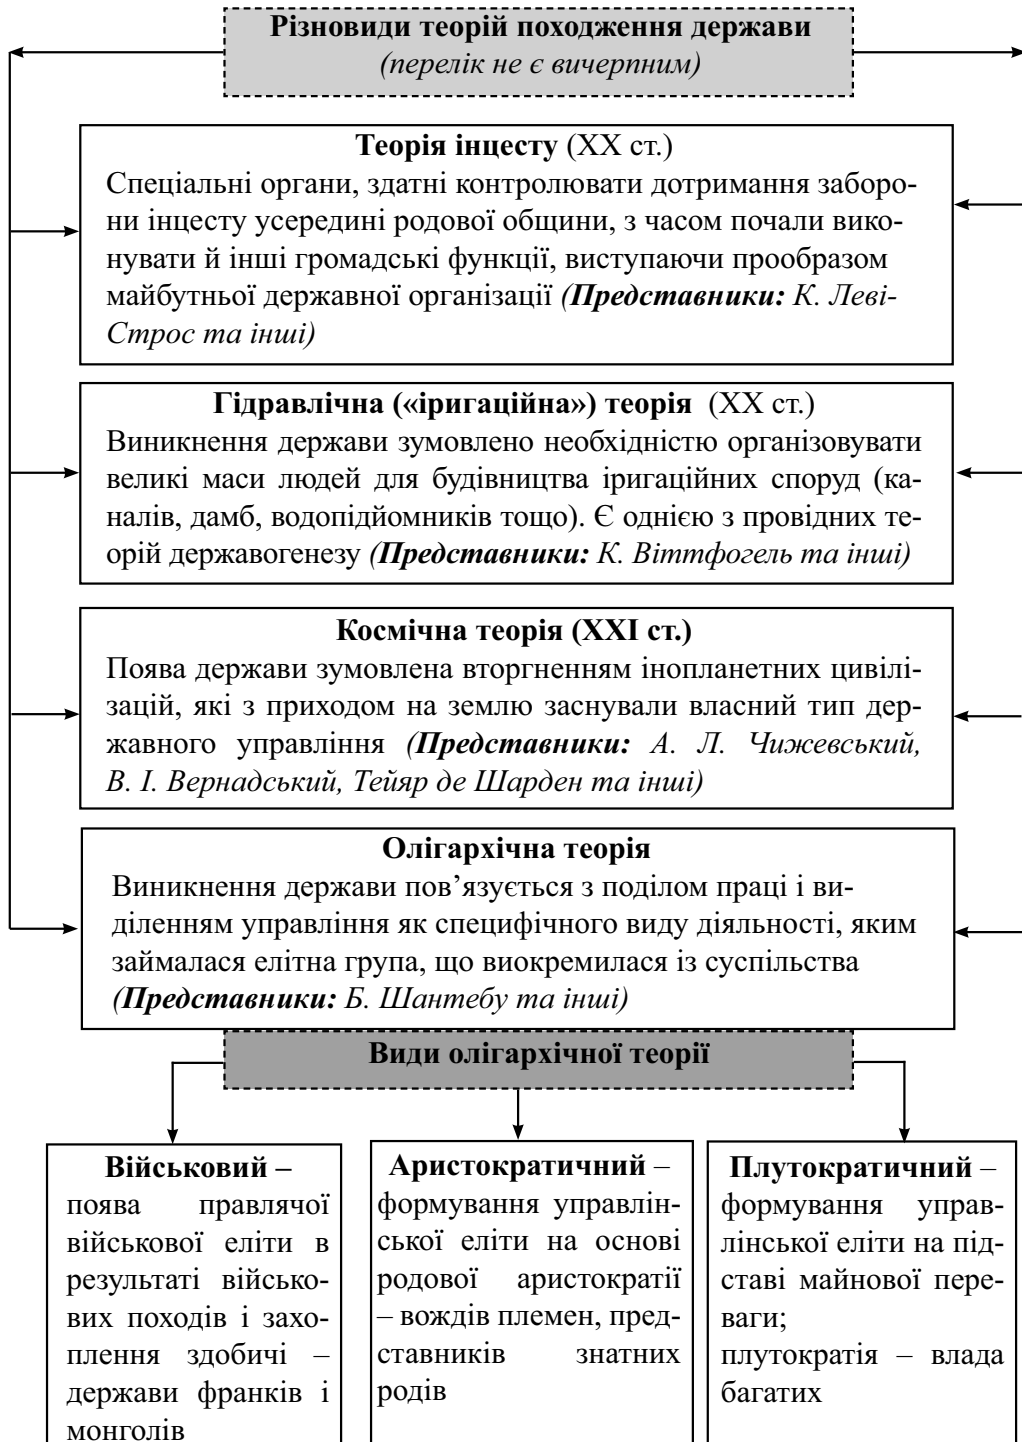 Різновиди теорій походження держави
(перелік не є вичерпним)
Теорія інцесту (XX ст.)
Спеціальні органи, здатні контролювати дотримання заборо-
ни інцесту усередині родової общини, з часом почали вико-
нувати й інші громадські функції, виступаючи прообразом
майбутньої державної організації (Представники: К. Леві-
Строс та інші)
Гідравлічна («іригаційна») теорія (XX ст.)
Виникнення держави зумовлено необхідністю організовувати
великі маси людей для будівництва іригаційних споруд (ка-
налів, дамб, водопідйомників тощо). Є однією з провідних те-
орій державогенезу (Представники: К. Віттфогель та інші)
Космічна теорія (XXI ст.)
Поява держави зумовлена вторгненням інопланетних цивілі-
зацій, які з приходом на землю заснували власний тип дер-
жавного управління (Представники: А. Л. Чижевський,
В. І. Вернадський, Тейяр де Шарден та інші)
Олігархічна теорія
Виникнення держави пов’язується з поділом праці і ви-
діленням управління як специфічного виду діяльності, яким
займалася елітна група, що виокремилася із суспільства
(Представники: Б. Шантебу та інші)
Види олігархічної теорії
Військовий –
поява правлячої
військової еліти в
результаті військо-
вих походів і захо-
плення здобичі –
держави франків і
монголів
Аристократичний –
формування управлін-
ської еліти на основі
родової аристократії
– вождів племен, пред-
ставників знатних
родів
Плутократичний –
формування управ-
лінської еліти на під-
ставі майнової пере-
ваги;
плутократія – влада
багатих